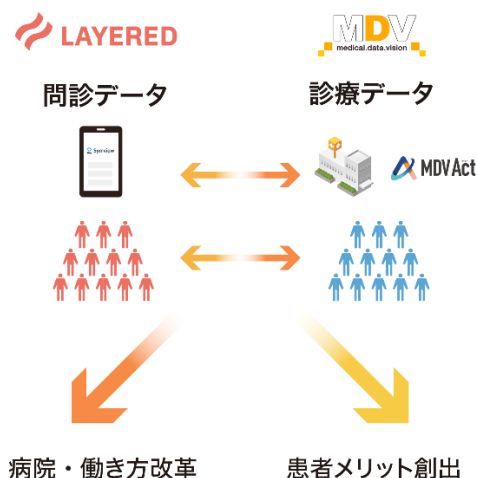 LAYERED
MDV
medical.data.vision
問診データ
診療データ
Symview
MDV Act
病院・働き方改革
患者メリット創出